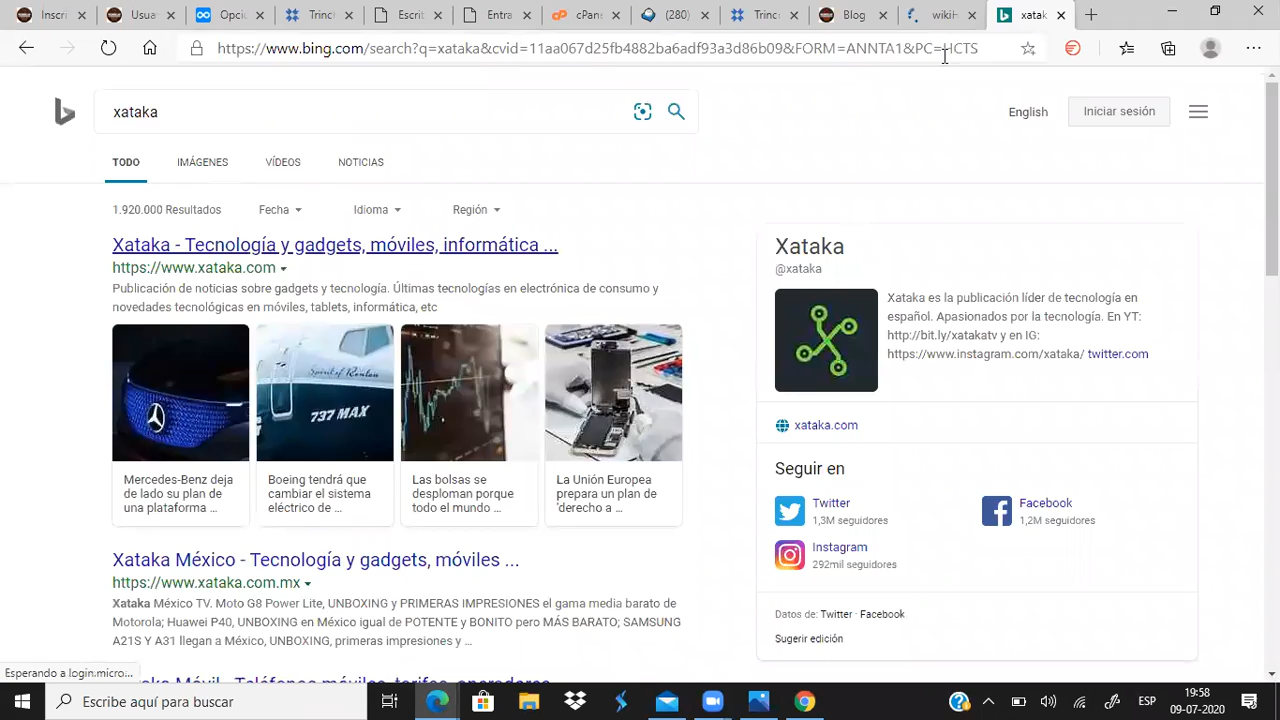 Inscri
Usua
Opci
Trincl
Escrit
Entra
cPan
(280)
Trinc
Blog
wikiH
xatak
https://www.bing.com/search?q=xataka&cvid=11aa067d25fb4882ba6adf93a3d86b09&FORM=ANNTA1&PC=HCTS
xataka
English
Iniciar sesión
TODO IMÁGENES VÍDEOS NOTICIAS
1.920.000 Resultados Fecha Idioma Región
Xataka - Tecnología y gadgets, móviles, informática ...
https://www.xataka.com
Publicación de noticias sobre gadgets y tecnología. Últimas tecnologías en electrónica de consumo y
novedades tecnológicas en móviles, tablets, informática, etc
Spirit of Renton
737 MAX
Mercedes-Benz deja
de lado su plan de
una plataforma ...
Boeing tendrá que
cambiar el sistema
eléctrico de ...
Las bolsas se
desploman porque
todo el mundo ...
La Unión Europea
prepara un plan de
'derecho a ...
Xataka México - Tecnología y gadgets, móviles ...
https://www.xataka.com.mx
Xataka México TV. Moto G8 Power Lite, UNBOXING y PRIMERAS IMPRESIONES el gama media barato de
Motorola; Huawei P40, UNBOXING en México igual de POTENTE y BONITO pero MÁS BARATO; SAMSUNG
A21S Y A31 llegan a México, UNBOXING, primeras impresiones y ...
Xataka
@xataka
Xataka es la publicación líder de tecnología en
español. Apasionados por la tecnología. En YT:
http://bit.ly/xatakatv y en IG:
https://www.instagram.com/xataka/ twitter.com
xataka.com
Seguir en
Twitter
1,3M seguidores
Facebook
1,2M seguidores
Instagram
292mil seguidores
Datos de: Twitter · Facebook
Sugerir edición
Esperando a login.micro...
Escribe aquí para buscar
ESP
19:58
09-07-2020